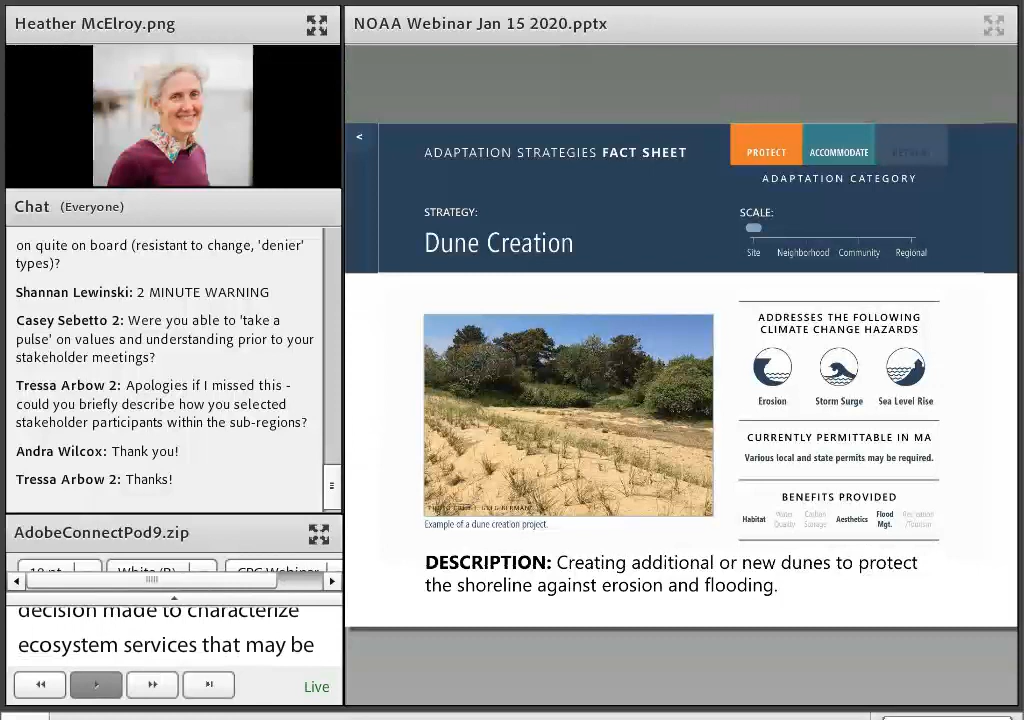 Heather McElroy.png
Chat (Everyone)
on quite on board (resistant to change, 'denier'
types)?
Shannan Lewinski: 2 MINUTE WARNING
Casey Sebetto 2: Were you able to 'take a
pulse' on values and understanding prior to your
stakeholder meetings?
Tressa Arbow 2: Apologies if I missed this -
could you briefly describe how you selected
stakeholder participants within the sub-regions?
Andra Wilcox: Thank you!
Tressa Arbow 2: Thanks!
AdobeConnectPod9.zip
decision made to characterize
ecosystem services that may be
Live
NOAA Webinar Jan 15 2020.pptx
<
ADAPTATION STRATEGIES FACT SHEET
PROTECT
ACCOMMODATE
RETREAT
ADAPTATION CATEGORY
STRATEGY:
Dune Creation
SCALE:
Site Neighborhood Community Regional
ADDRESSES THE FOLLOWING
CLIMATE CHANGE HAZARDS
Erosion Storm Surge Sea Level Rise
CURRENTLY PERMITTABLE IN MA
Various local and state permits may be required.
BENEFITS PROVIDED
Habitat Water Quality Carbon Storage Aesthetics Flood Mgt. Recreation /Tourism
Example of a dune creation project.
DESCRIPTION: Creating additional or new dunes to protect
the shoreline against erosion and flooding.